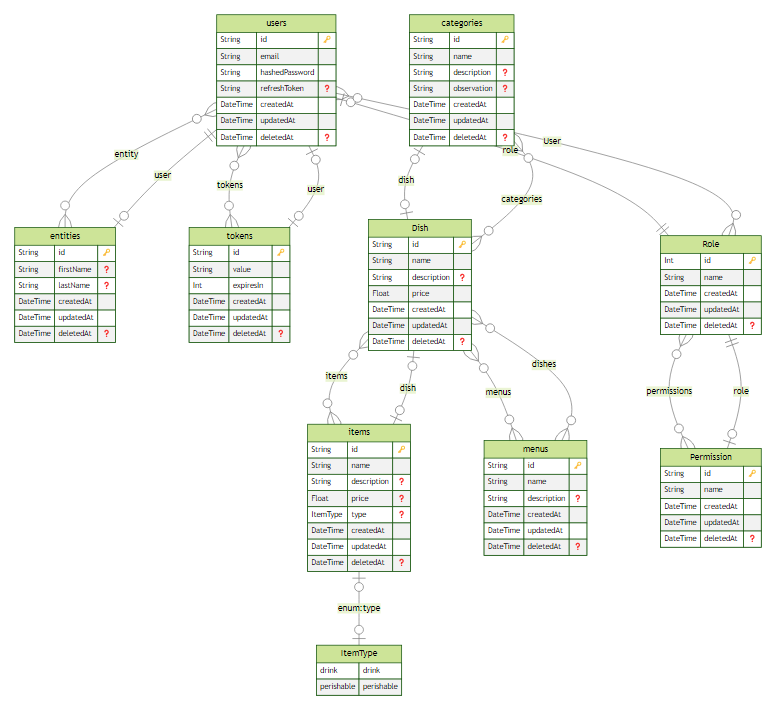 users
String id 🔑
String email
String hashedPassword
String refreshToken ❓
DateTime createdAt
DateTime updatedAt
DateTime deletedAt ❓
categories
String id 🔑
String name
String description ❓
String observation ❓
DateTime createdAt
DateTime updatedAt
DateTime deletedAt ❓
entity
user
tokens
user
dish
categories
role
User
entities
String id 🔑
String firstName ❓
String lastName ❓
DateTime createdAt
DateTime updatedAt
DateTime deletedAt ❓
tokens
String id 🔑
String value
Int expiresIn
DateTime createdAt
DateTime updatedAt
DateTime deletedAt ❓
Dish
String id 🔑
String name
String description ❓
Float price
DateTime createdAt
DateTime updatedAt
DateTime deletedAt ❓
Role
Int id 🔑
String name
DateTime createdAt
DateTime updatedAt
DateTime deletedAt ❓
items
dish
menus
dishes
permissions
role
items
String id 🔑
String name
String description ❓
Float price ❓
ItemType type ❓
DateTime createdAt
DateTime updatedAt
DateTime deletedAt ❓
menus
String id 🔑
String name
String description ❓
DateTime createdAt
DateTime updatedAt
DateTime deletedAt ❓
Permission
String id 🔑
String name
DateTime createdAt
DateTime updatedAt
DateTime deletedAt ❓
enum:type
ItemType
drink drink
perishable perishable